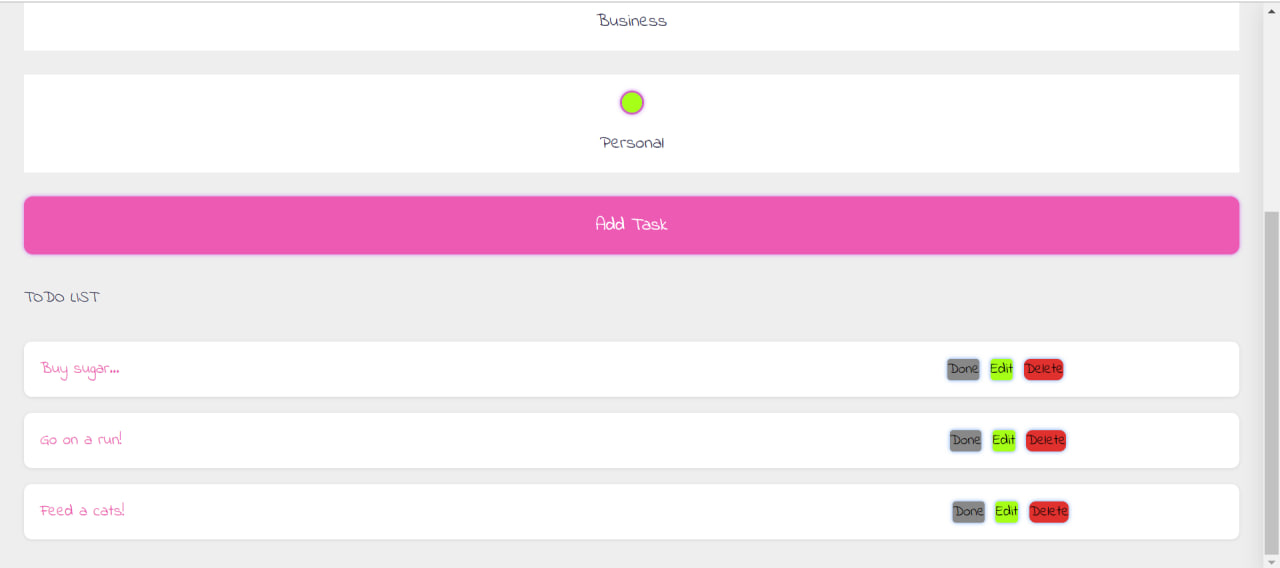 Business
Personal
Add Task
TODO LIST
Buy sugar...
Done Edit Delete
Go on a run!
Done Edit Delete
Feed a cats!
Done Edit Delete